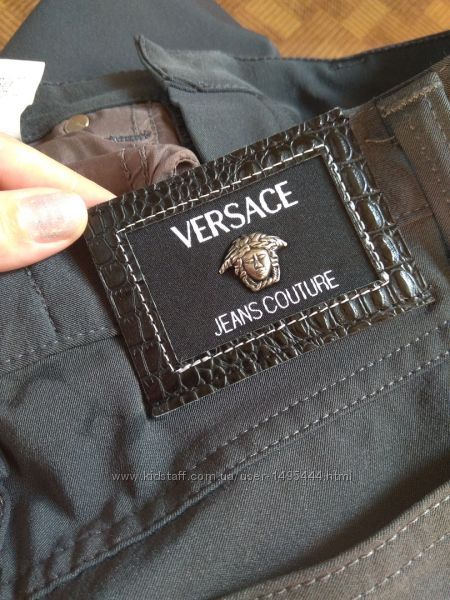 VERSACE
JEANS COUTURE
www.kidstaff.com.ua/user-1495444.html